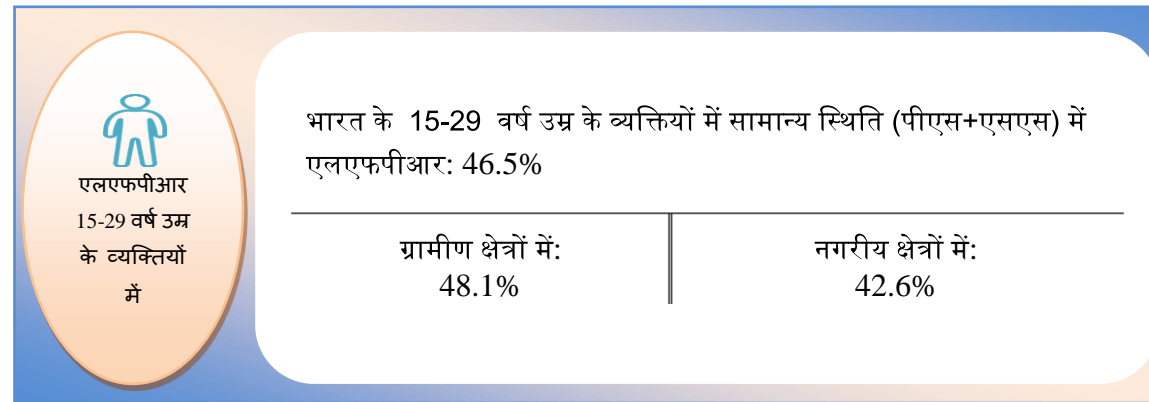 एलएफपीआर
15-29 वर्ष उम्र
के व्यक्तियों
में
भारत के 15-29 वर्ष उम्र के व्यक्तियों में सामान्य स्थिति (पीएस+एसएस) में
एलएफपीआर: 46.5%
ग्रामीण क्षेत्रों में:
48.1%
नगरीय क्षेत्रों में:
42.6%